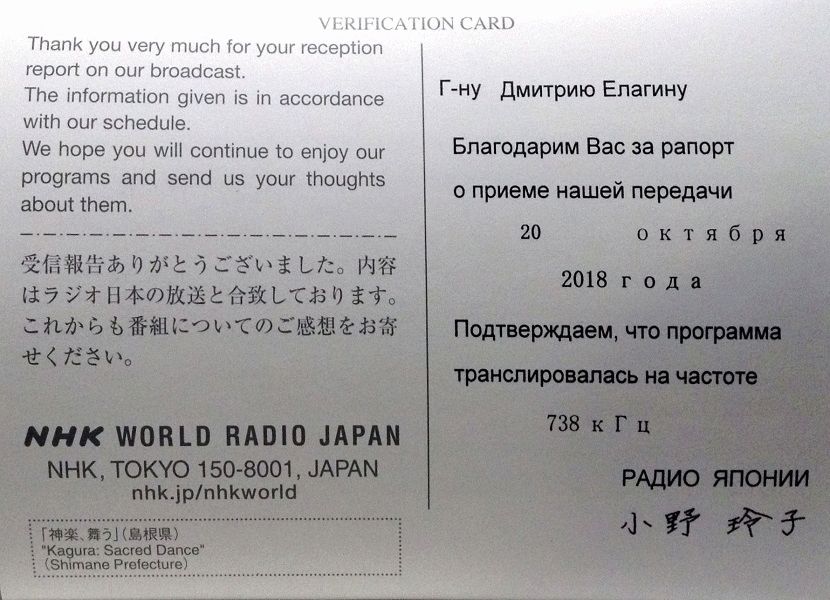 VERIFICATION CARD
Thank you very much for your reception
report on our broadcast.
The information given is in accordance
with our schedule.
We hope you will continue to enjoy our
programs and send us your thoughts
about them.
受信報告ありがとうございました。内容
はラジオ日本の放送と合致しております。
これからも番組についてのご感想をお寄
せください。
NHK WORLD RADIO JAPAN
NHK, TOKYO 150-8001, JAPAN
nhk.jp/nhkworld
「神楽、舞う」(島根県)
"Kagura: Sacred Dance"
(Shimane Prefecture)
Г-ну Дмитрию Елагину
Благодарим Вас за рапорт
о приеме нашей передачи
20 октября
2018 года
Подтверждаем, что программа
транслировалась на частоте
738 кГц
РАДИО ЯПОНИИ
小野 玲子